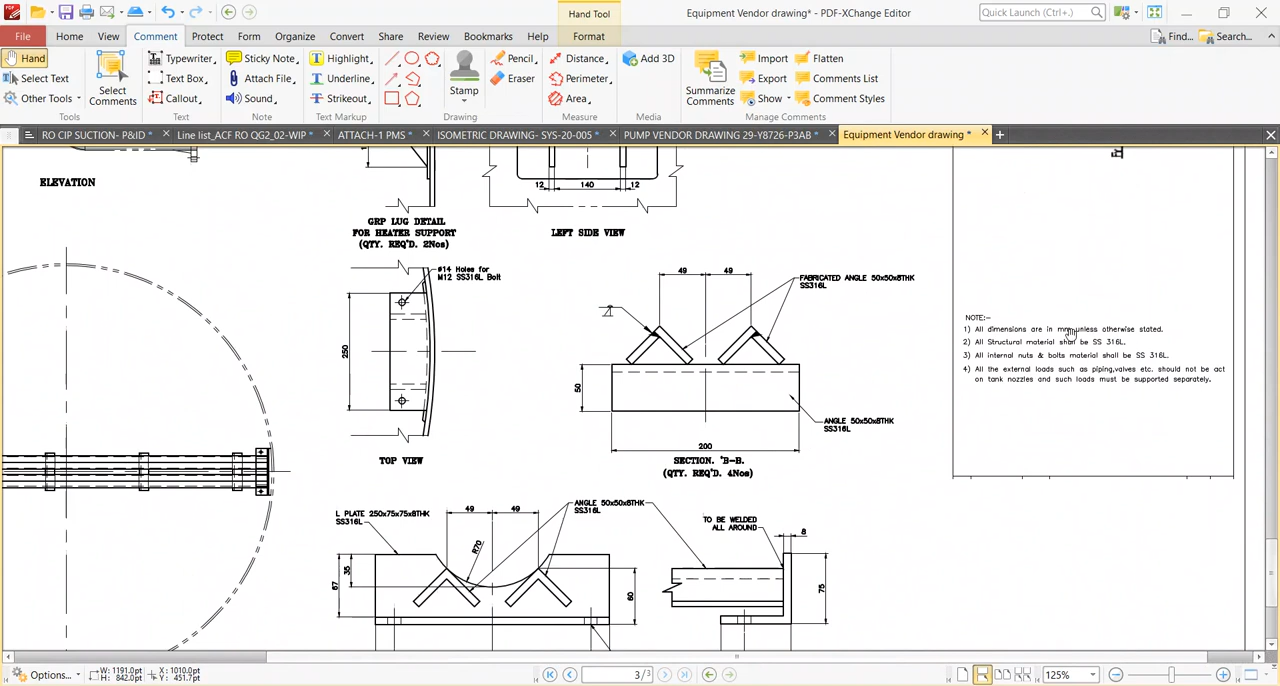 Hand Tool
Equipment Vendor drawing* - PDF-XChange Editor
Quick Launch (Ctrl+.)
File Home View Comment Protect Form Organize Convert Share Review Bookmarks Help Format Find... Search...
Hand
Select Text
Other Tools
Tools
Select Comments
Typewriter
Text Box
Callout
Text
Sticky Note
Attach File
Sound
Note
Highlight
Underline
Strikeout
Text Markup
Pencil
Eraser
Stamp
Drawing
Distance
Perimeter
Area
Measure
Add 3D
Media
Summarize Comments
Import
Export
Show
Flatten
Comments List
Comment Styles
Manage Comments
RO CIP SUCTION- P&ID *
Line list_ACF RO QG2_02-WIP *
ATTACH-1 PMS *
ISOMETRIC DRAWING- SYS-20-005 *
PUMP VENDOR DRAWING 29-Y8726-P3AB *
Equipment Vendor drawing *
ELEVATION
GRP LUG DETAIL
FOR HEATER SUPPORT
(QTY. REQ'D. 2Nos)
12 140 12
LEFT SIDE VIEW
ø14 Holes for
M12 SS316L Bolt
250
TOP VIEW
49 49
FABRICATED ANGLE 50x50x8THK
SS316L
50
ANGLE 50x50x8THK
SS316L
200
SECTION. 'B-B.
(QTY. REQ'D. 4Nos)
NOTE:-
1) All dimensions are in mm unless otherwise stated.
2) All Structural material shall be SS 316L.
3) All internal nuts & bolts material shall be SS 316L.
4) All the external loads such as piping,valves etc. should not be act
on tank nozzles and such loads must be supported separately.
L PLATE 250x75x75x8THK
SS316L
49 49
ANGLE 50x50x8THK
SS316L
R70
35
67
60
TO BE WELDED
ALL AROUND
8
75
Options...
W: 1191.0pt
H: 842.0pt
X: 1010.0pt
Y: 451.7pt
3 / 3
125%